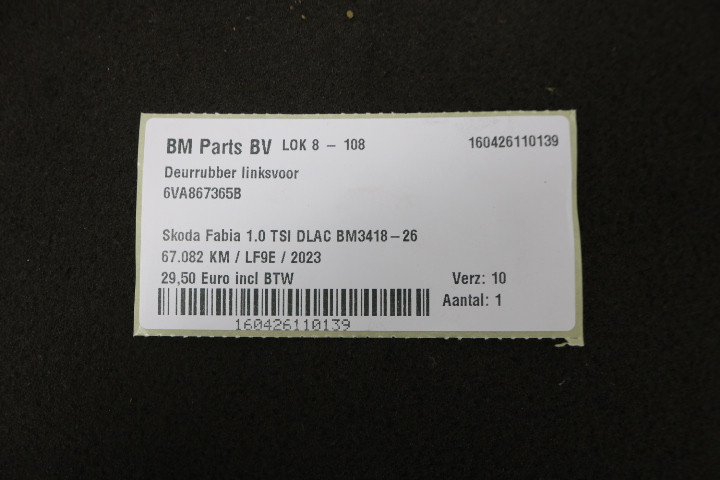 BM Parts BV LOK 8 - 108 160426110139
Deurrubber linksvoor
6VA867365B
Skoda Fabia 1.0 TSI DLAC BM3418-26
67.082 KM / LF9E / 2023
29,50 Euro incl BTW Verz: 10
Aantal: 1
160426110139